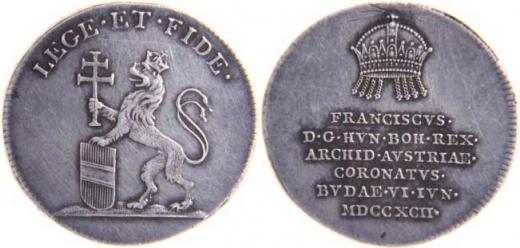 LEGE·ET·FIDE·
FRANCISCVS·
D·G·HVN·BOH·REX·
ARCHID·AVSTRIAE·
CORONATVS·
BVDAE·VI·IVN·
MDCCXCII·